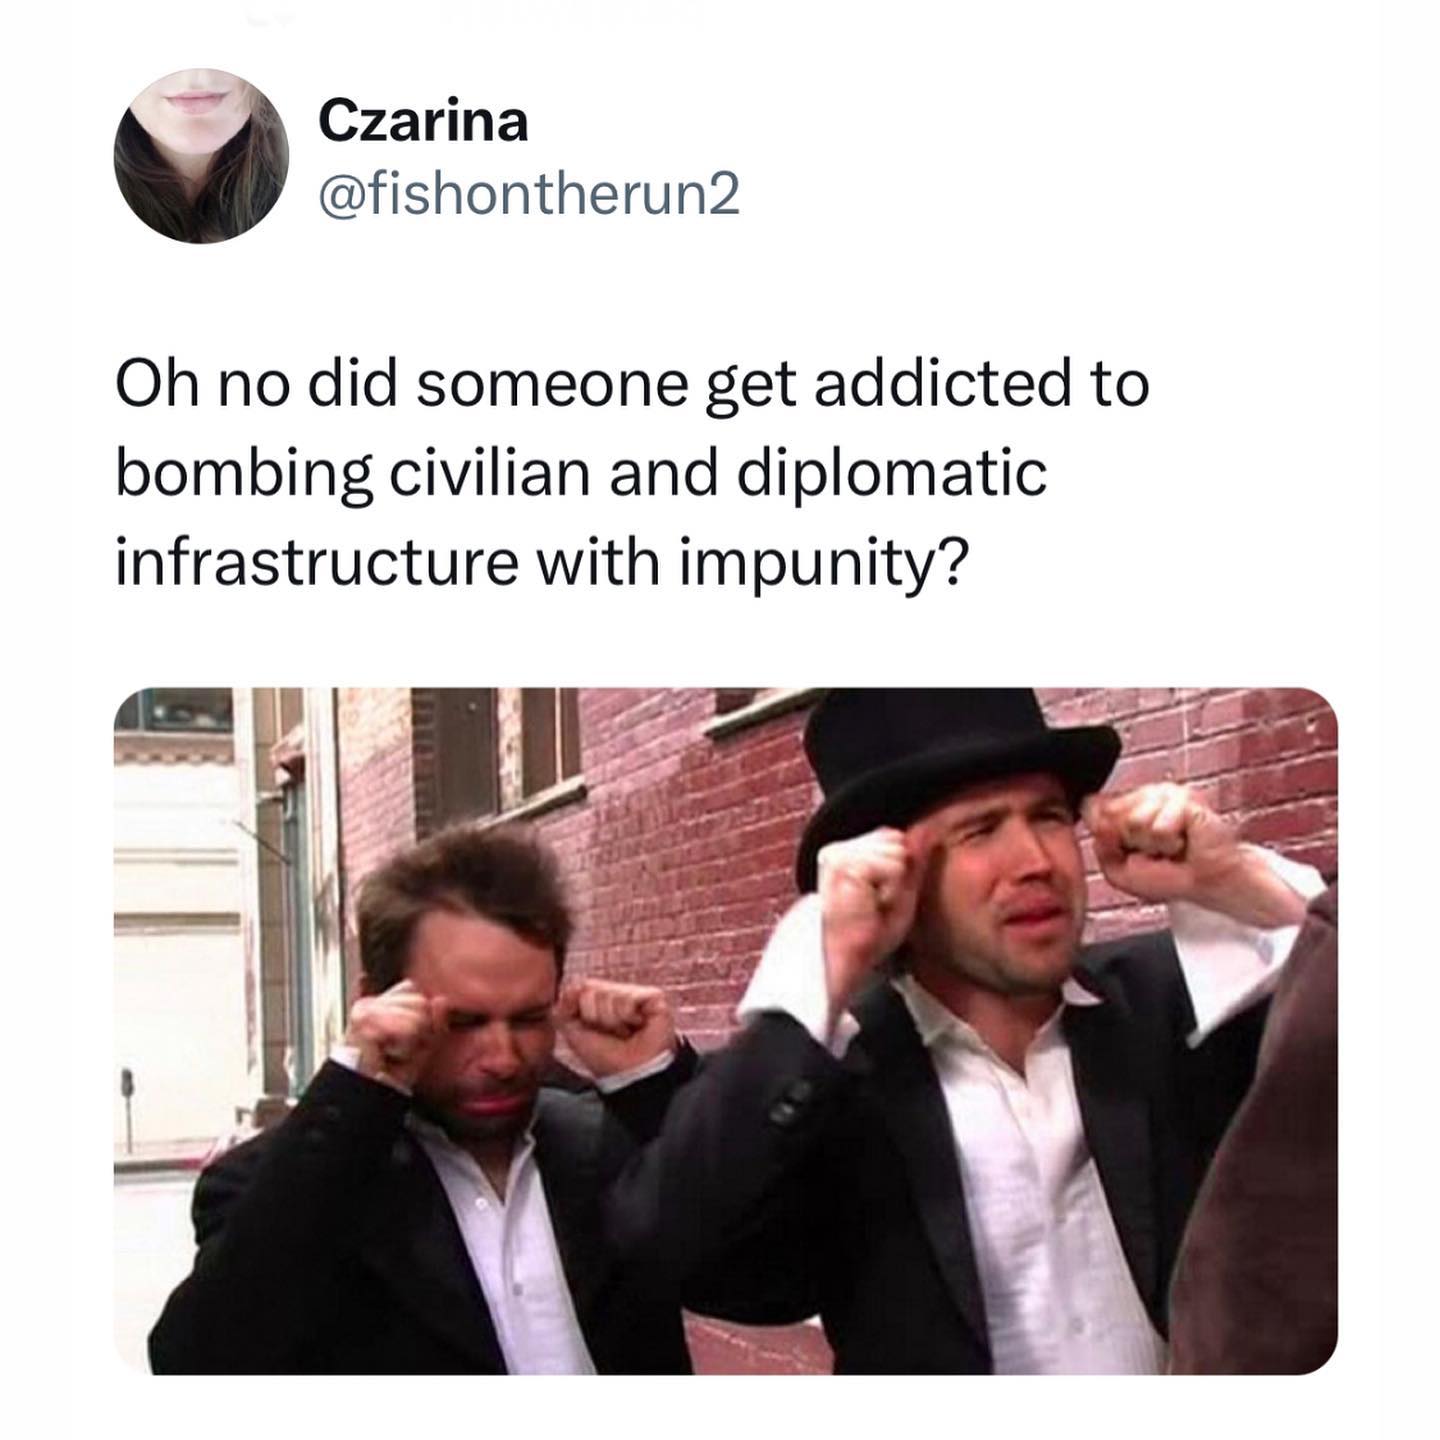 Czarina
@fishontherun2
Oh no did someone get addicted to
bombing civilian and diplomatic
infrastructure with impunity?